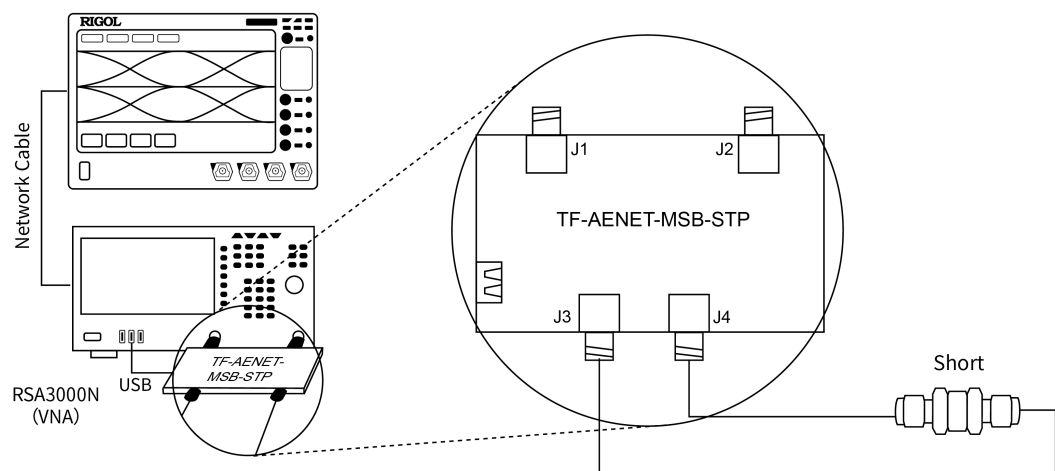 RIGOL
Network Cable
J1
J2
TF-AENET-MSB-STP
J3
J4
TF-AENET-
MSB-STP
USB
RSA3000N
(VNA)
Short